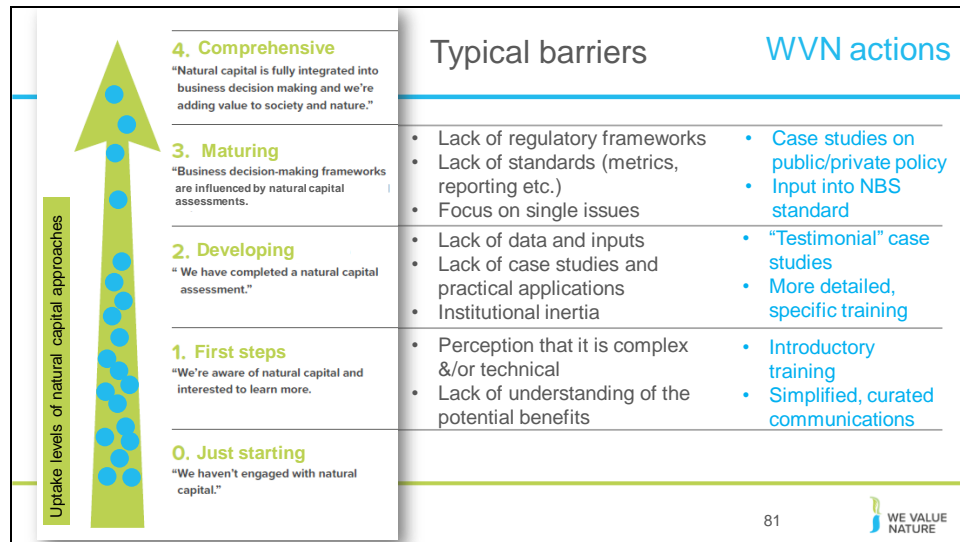 Uptake levels of natural capital approaches
4. Comprehensive
“Natural capital is fully integrated into
business decision making and we’re
adding value to society and nature.”
3. Maturing
“Business decision-making frameworks
are influenced by natural capital
assessments.
2. Developing
“ We have completed a natural capital
assessment.”
1. First steps
“We’re aware of natural capital and
interested to learn more.
0. Just starting
“We haven’t engaged with natural
capital.”
Typical barriers
• Lack of regulatory frameworks
• Lack of standards (metrics,
reporting etc.)
• Focus on single issues
• Lack of data and inputs
• Lack of case studies and
practical applications
• Institutional inertia
• Perception that it is complex
&/or technical
• Lack of understanding of the
potential benefits
WVN actions
• Case studies on
public/private policy
• Input into NBS
standard
• “Testimonial” case
studies
• More detailed,
specific training
• Introductory
training
• Simplified, curated
communications
81
WE VALUE
NATURE